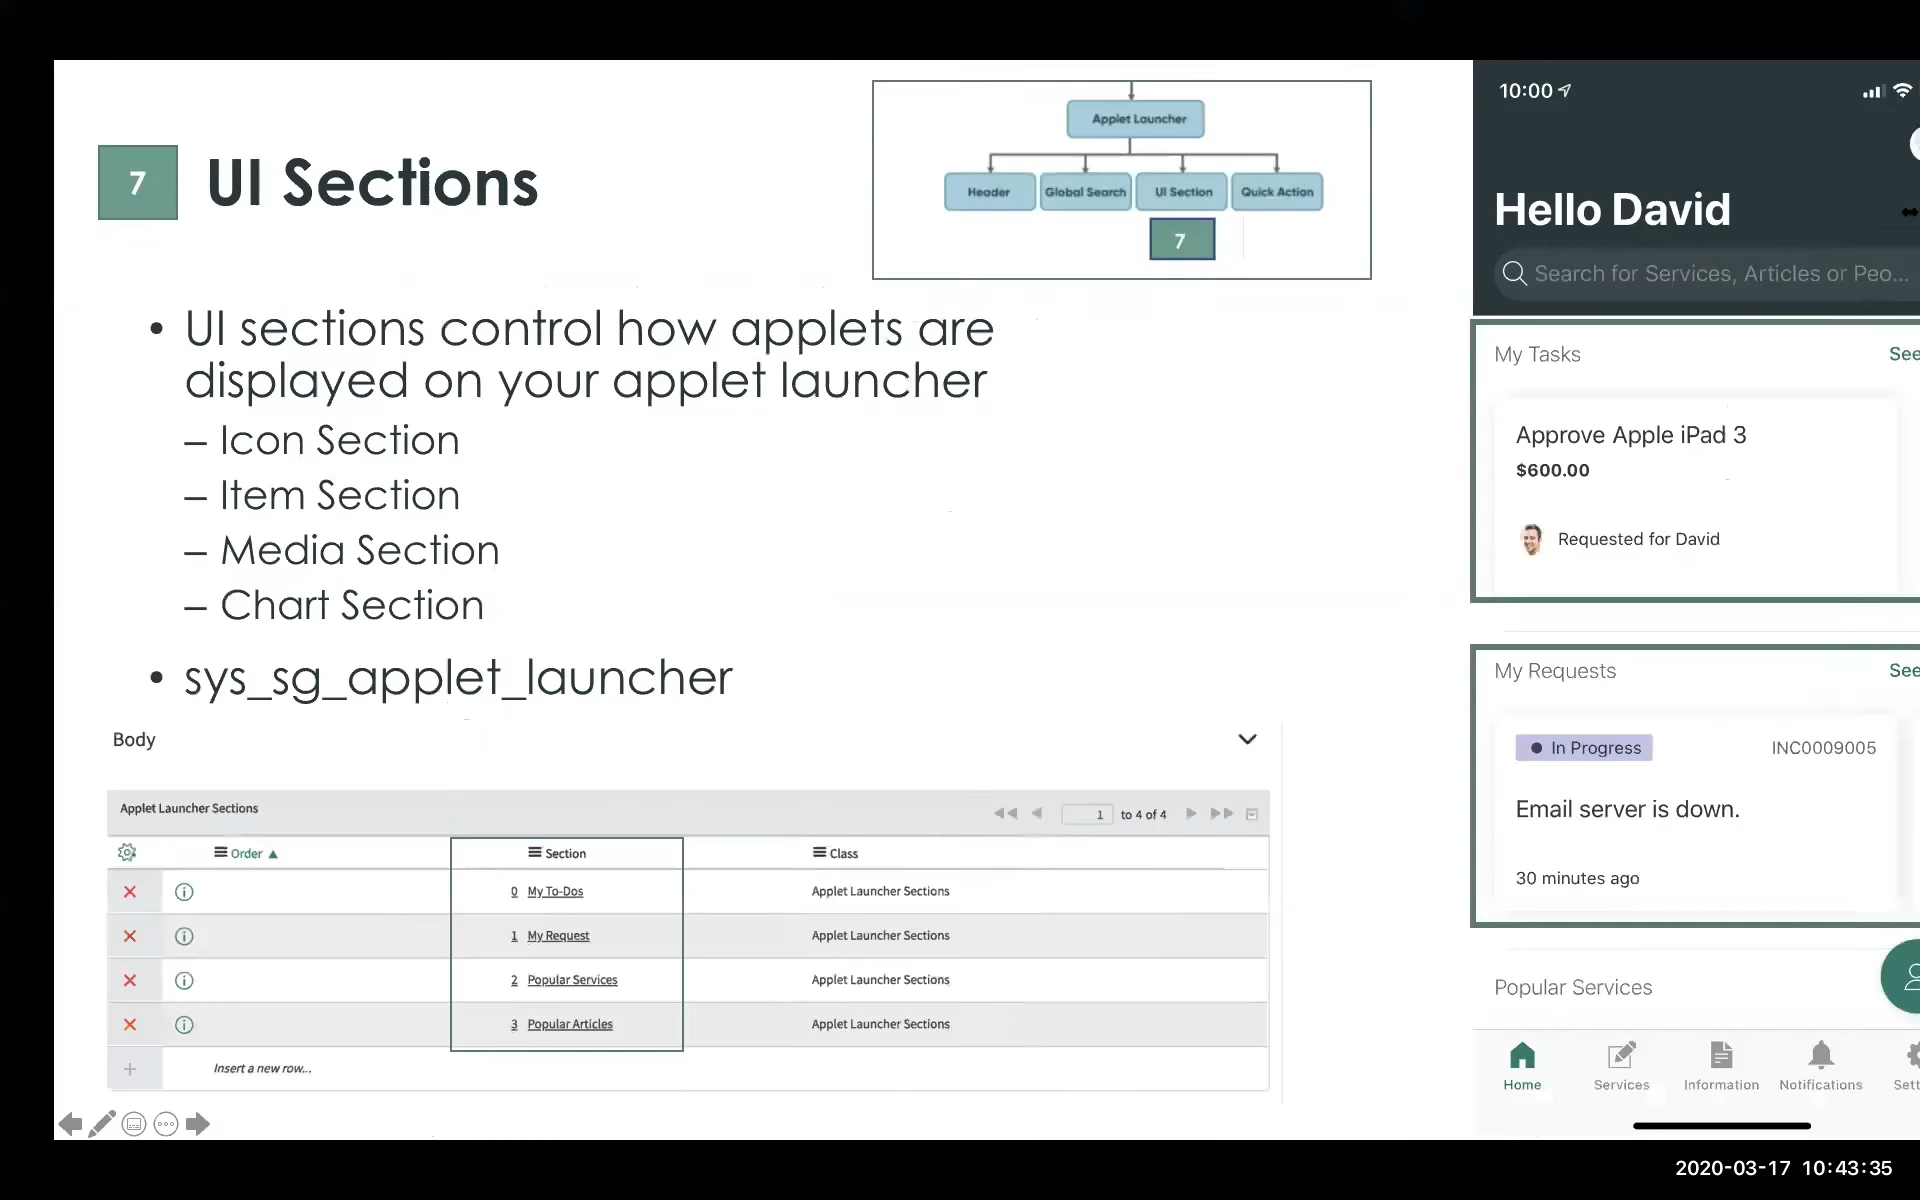 Applet Launcher
Header
Global Search
UI Section
Quick Action
7
7
UI Sections
• UI sections control how applets are
displayed on your applet launcher
– Icon Section
– Item Section
– Media Section
– Chart Section
• sys_sg_applet_launcher
Body
Applet Launcher Sections
1 to 4 of 4
Order ▲ Section Class
0 My To-Dos Applet Launcher Sections
1 My Request Applet Launcher Sections
2 Popular Services Applet Launcher Sections
3 Popular Articles Applet Launcher Sections
Insert a new row...
10:00
Hello David
Search for Services, Articles or Peo...
My Tasks See
Approve Apple iPad 3
$600.00
Requested for David
My Requests See
In Progress INC0009005
Email server is down.
30 minutes ago
Popular Services
Home Services Information Notifications Sett
2020-03-17 10:43:35